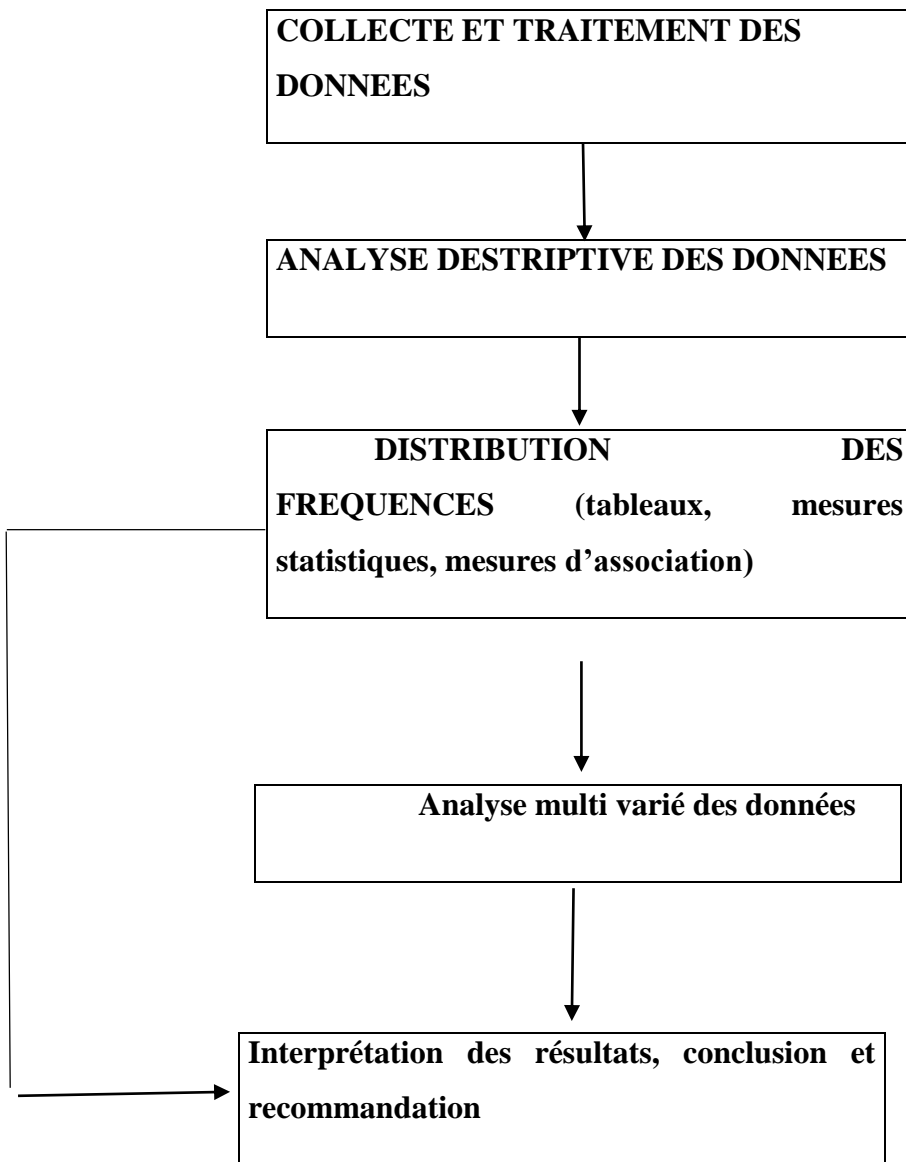 COLLECTE ET TRAITEMENT DES
DONNEES
ANALYSE DESTRIPTIVE DES DONNEES
DISTRIBUTION DES
FREQUENCES (tableaux, mesures
statistiques, mesures d’association)
Analyse multi varié des données
Interprétation des résultats, conclusion et
recommandation